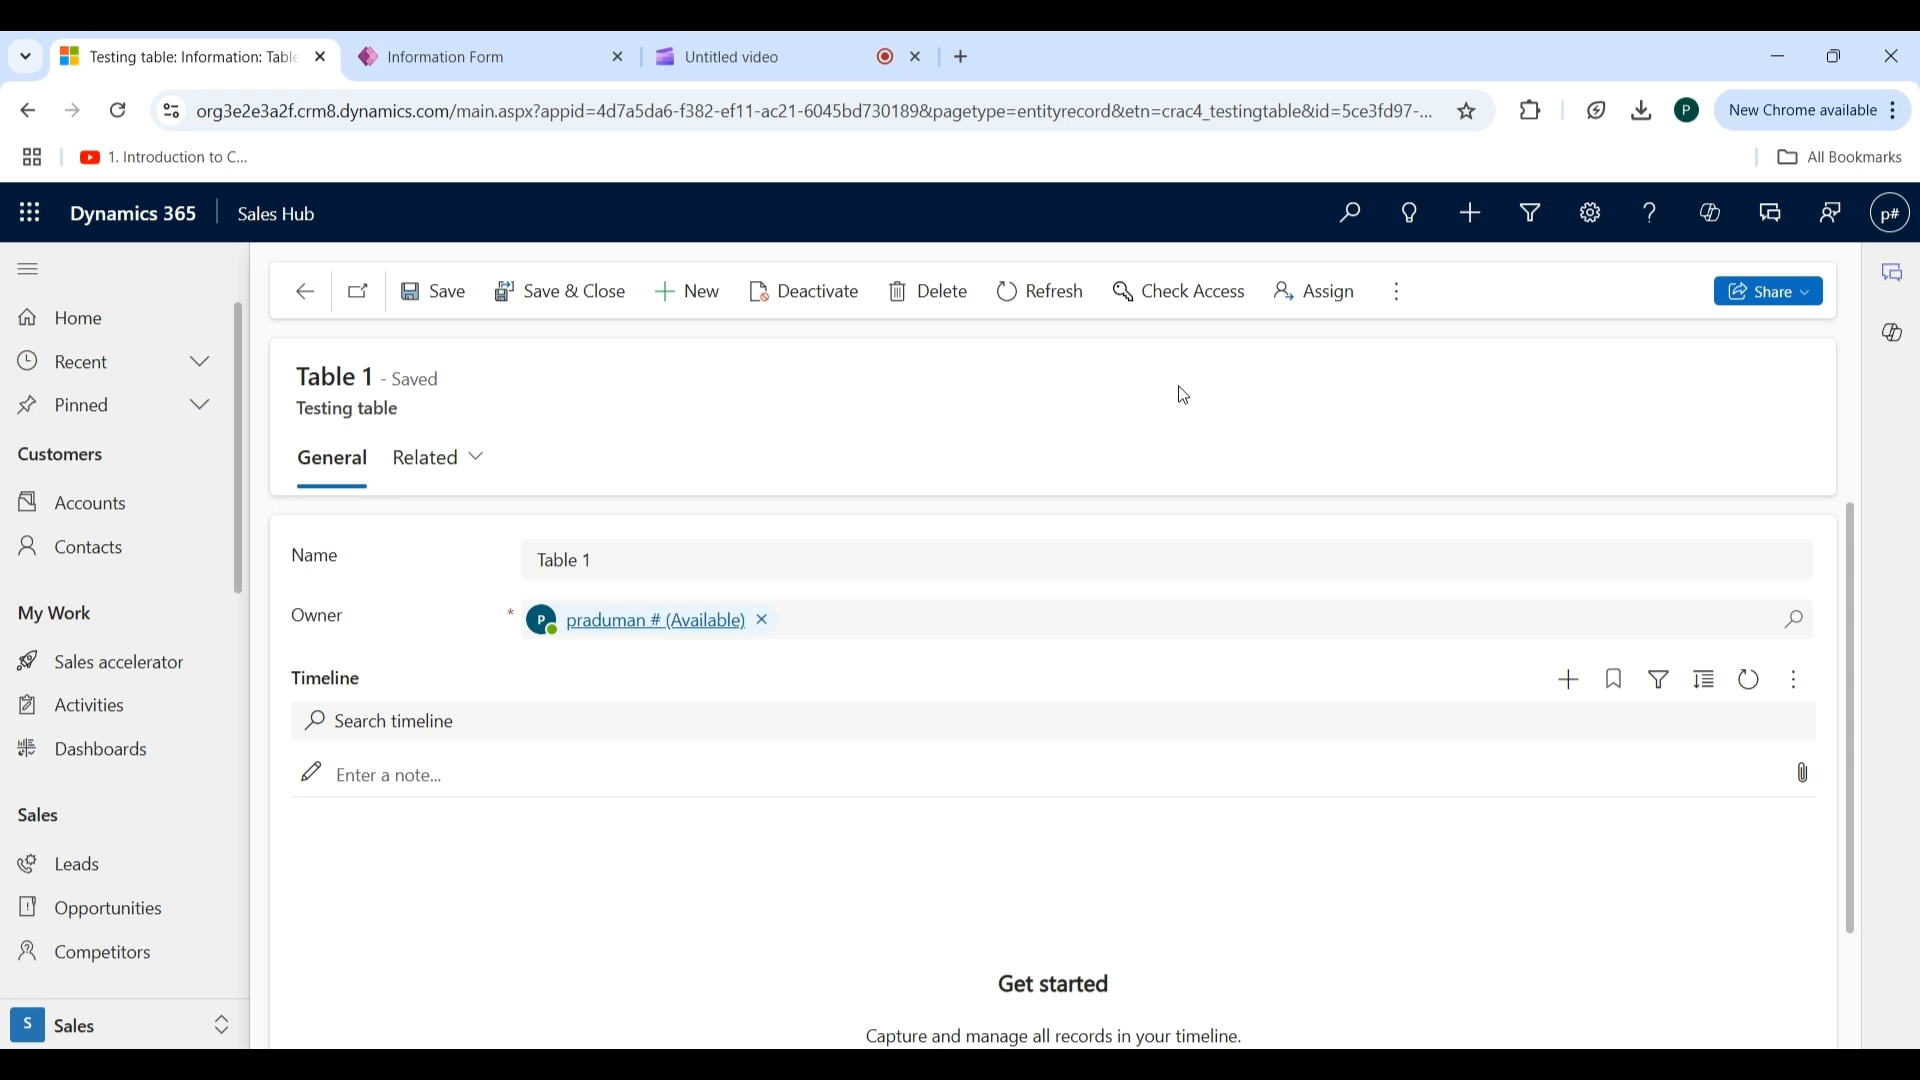 Testing table: Information: Table
Information Form
Untitled video
org3e2e3a2f.crm8.dynamics.com/main.aspx?appid=4d7a5da6-f382-ef11-ac21-6045bd730189&pagetype=entityrecord&etn=crac4_testingtable&id=5ce3fd97-...
P
New Chrome available
1. Introduction to C...
All Bookmarks
Dynamics 365
Sales Hub
p#
Save
Save & Close
New
Deactivate
Delete
Refresh
Check Access
Assign
Share
Home
Recent
Pinned
Customers
Accounts
Contacts
My Work
Sales accelerator
Activities
Dashboards
Sales
Leads
Opportunities
Competitors
S Sales
Table 1 - Saved
Testing table
General Related
Name Table 1
Owner * P praduman # (Available)
Timeline
Search timeline
Enter a note...
Get started
Capture and manage all records in your timeline.